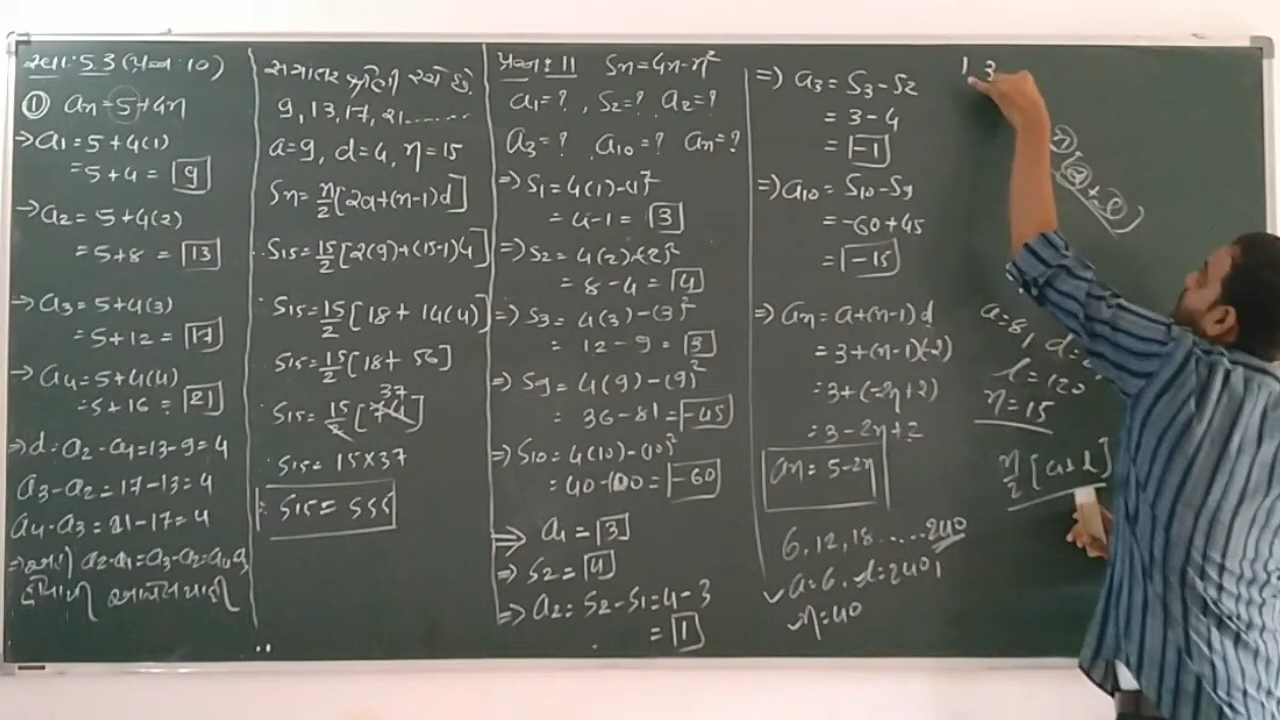 સ્વા: 5.3 (પ્રશ્ન: 10)
① an = 5+4n
→ a1 = 5+4(1)
= 5+4 = 9
→ a2 = 5+4(2)
= 5+8 = 13
→ a3 = 5+4(3)
= 5+12 = 17
→ a4 = 5+4(4)
= 5+16 = 21
⇒ d = a2 - a1 = 13-9 = 4
a3 - a2 = 17-13 = 4
a4 - a3 = 21-17 = 4
સમાંતર શ્રેણી રચે છે.
9, 13, 17, 21 ......
a=9, d=4, n=15
Sn = n/2 [2a+(n-1)d]
S15 = 15/2 [2(9)+(15-1)4]
S15 = 15/2 [18+14(4)]
S15 = 15/2 [18+56]
37
S15 = 15/2 [74]
S15 = 15×37
∴ S15 = 555
પ્રશ્ન: 11 Sn = 4n-n²
a1=?, S2=? a2=?
a3=? a10=? an=?
⇒ S1 = 4(1)-(1)²
= 4-1 = 3
⇒ S2 = 4(2)-(2)²
= 8-4 = 4
⇒ S3 = 4(3)-(3)²
= 12-9 = 3
⇒ S9 = 4(9)-(9)²
= 36-81 = -45
⇒ S10 = 4(10)-(10)²
= 40-100 = -60
⇒ a1 = 3
⇒ S2 = 4
⇒ a2 = S2-S1 = 4-3
= 1
⇒ a3 = S3-S2
= 3-4
= -1
⇒ a10 = S10-S9
= -60+45
= -15
⇒ an = a+(n-1)d
= 3+(n-1)(-2)
= 3+(-2n+2)
= 3-2n+2
an = 5-2n
6, 12, 18 ...... 240
a=6, l=240,
n=40
1, 3
a=8, d=
l=120
n=15
n/2 [a+l]